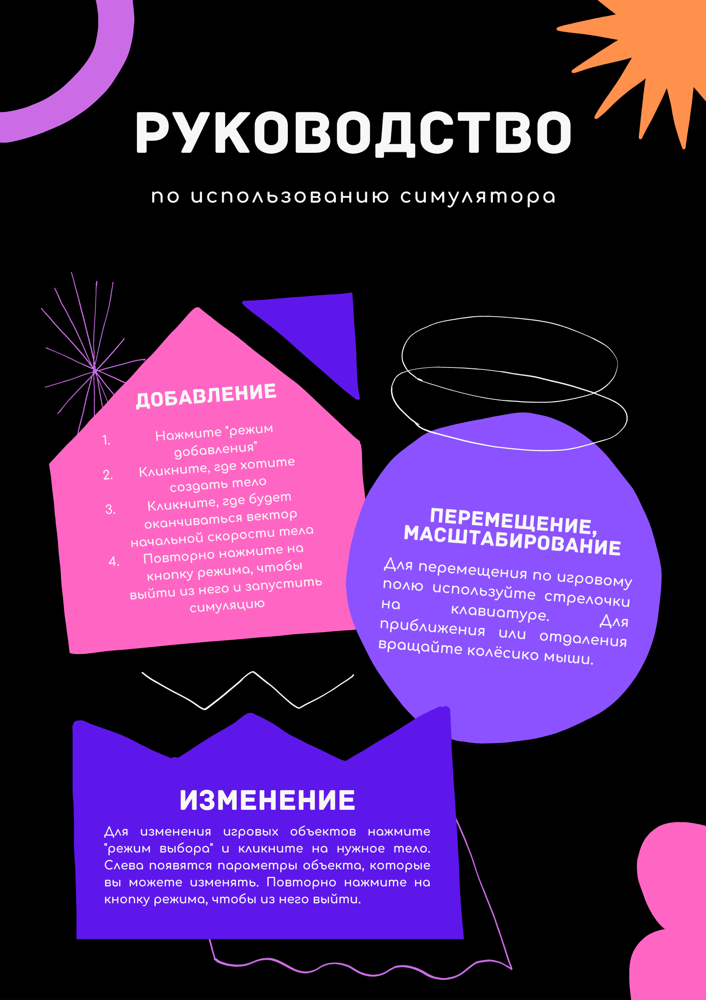 РУКОВОДСТВО
по использованию симулятора
ДОБАВЛЕНИЕ
1. Нажмите "режим
добавления"
2. Кликните, где хотите
создать тело
3. Кликните, где будет
оканчиваться вектор
начальной скорости тела
4. Повторно нажмите на
кнопку режима, чтобы
выйти из него и запустить
симуляцию
ПЕРЕМЕЩЕНИЕ,
МАСШТАБИРОВАНИЕ
Для перемещения по игровому
полю используйте стрелочки
на клавиатуре. Для
приближения или отдаления
вращайте колёсико мыши.
ИЗМЕНЕНИЕ
Для изменения игровых объектов нажмите
"режим выбора" и кликните на нужное тело.
Слева появятся параметры объекта, которые
вы можете изменять. Повторно нажмите на
кнопку режима, чтобы из него выйти.